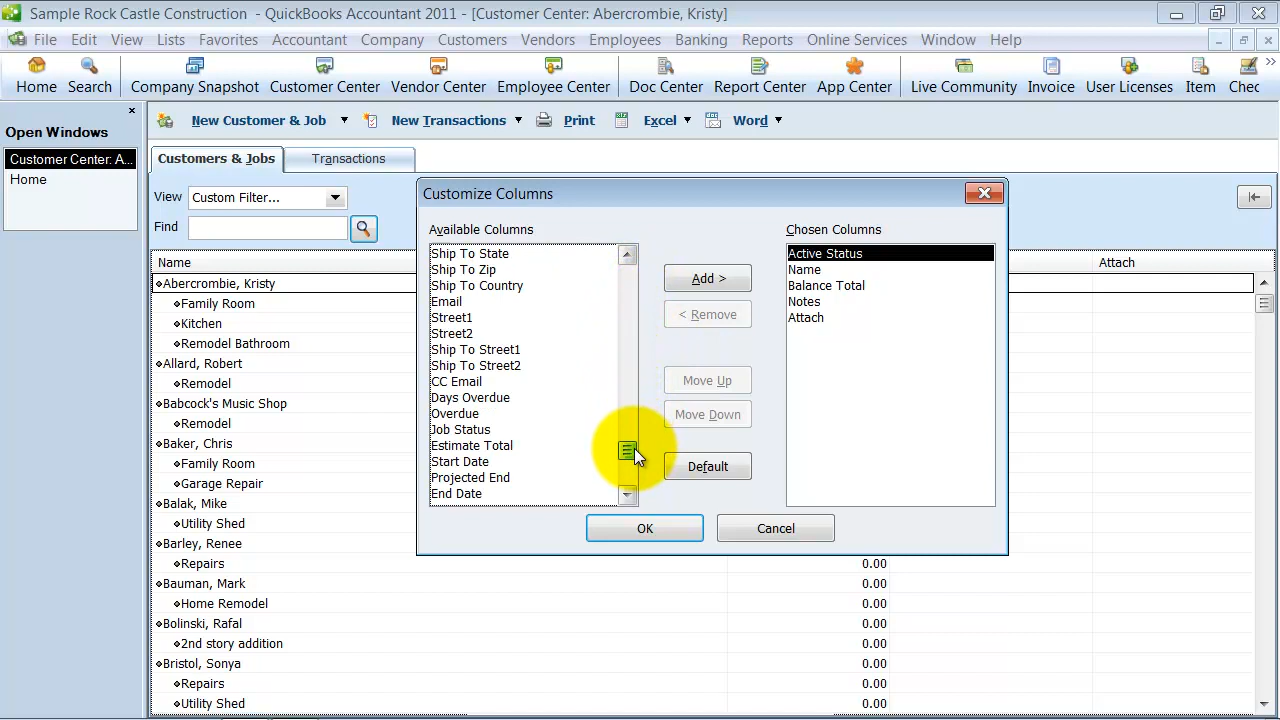 Sample Rock Castle Construction - QuickBooks Accountant 2011 - [Customer Center: Abercrombie, Kristy]
File Edit View Lists Favorites Accountant Company Customers Vendors Employees Banking Reports Online Services Window Help
Home Search Company Snapshot Customer Center Vendor Center Employee Center Doc Center Report Center App Center Live Community Invoice User Licenses Item Chec
Open Windows
Customer Center: A...
Home
New Customer & Job New Transactions Print Excel Word
Customers & Jobs Transactions
View Custom Filter...
Find
Name Attach
Abercrombie, Kristy
Family Room
Kitchen
Remodel Bathroom
Allard, Robert
Remodel
Babcock's Music Shop
Remodel
Baker, Chris
Family Room
Garage Repair
Balak, Mike
Utility Shed
Barley, Renee
Repairs 0.00
Bauman, Mark 0.00
Home Remodel 0.00
Bolinski, Rafal 0.00
2nd story addition 0.00
Bristol, Sonya 0.00
Repairs 0.00
Utility Shed 0.00
Customize Columns
Available Columns
Ship To State
Ship To Zip
Ship To Country
Email
Street1
Street2
Ship To Street1
Ship To Street2
CC Email
Days Overdue
Overdue
Job Status
Estimate Total
Start Date
Projected End
End Date
Add >
< Remove
Move Up
Move Down
Default
Chosen Columns
Active Status
Name
Balance Total
Notes
Attach
OK Cancel